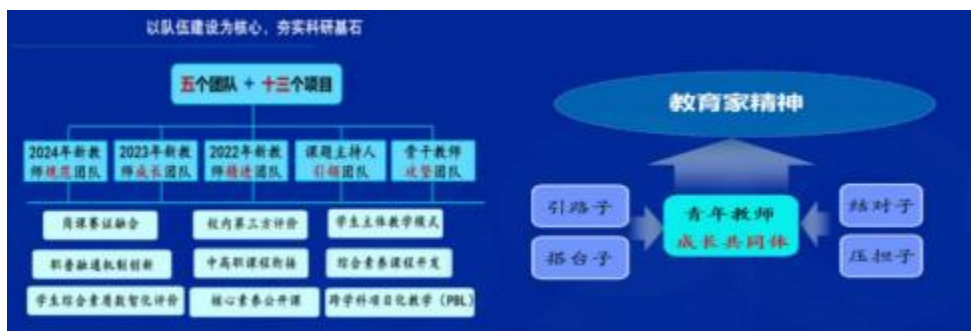 以队伍建设为核心，夯实科研基石
五个团队 + 十三个项目
2024年新教
师规范团队
2023年新教
师成长团队
2022年新教
师精进团队
课题主持人
引领团队
骨干教师
攻坚团队
岗课赛证融合
校内第三方评价
学生主体教学模式
职普融通机制创新
中高职课程衔接
综合素养课程开发
学生综合素质数智化评价
核心素养公开课
跨学科项目化教学（PBL）
教育家精神
引路子
搭台子
青年教师
成长共同体
结对子
压担子